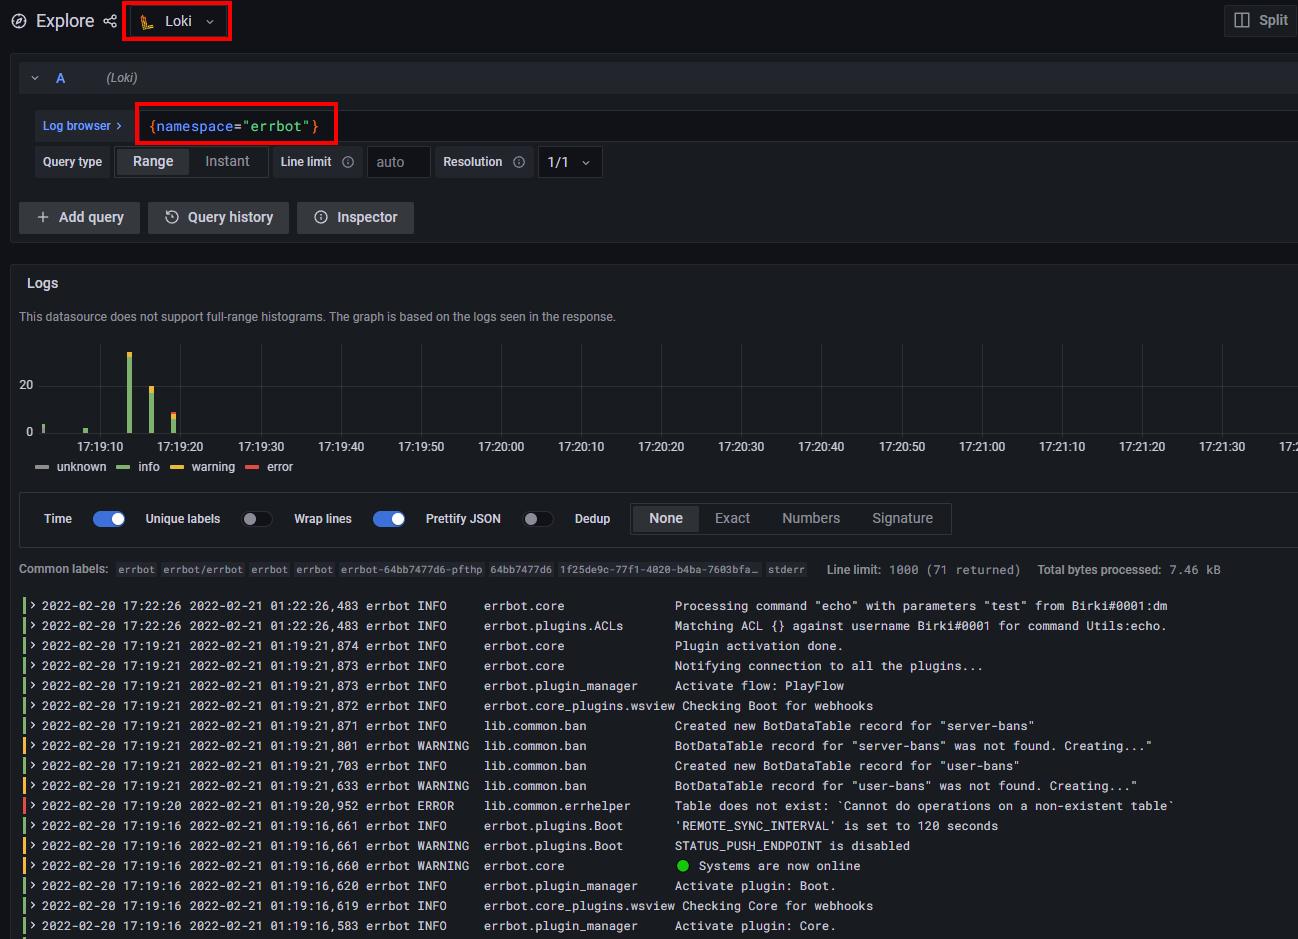 Explore Loki Split
A (Loki)
Log browser > {namespace="errbot"}
Query type Range Instant Line limit auto Resolution 1/1
+ Add query Query history Inspector
Logs
This datasource does not support full-range histograms. The graph is based on the logs seen in the response.
20
0
17:19:10 17:19:20 17:19:30 17:19:40 17:19:50 17:20:00 17:20:10 17:20:20 17:20:30 17:20:40 17:20:50 17:21:00 17:21:10 17:21:20 17:21:30 17:2
unknown info warning error
Time Unique labels Wrap lines Prettify JSON Dedup None Exact Numbers Signature
Common labels: errbot errbot/errbot errbot errbot errbot-64bb7477d6-pfthp 64bb7477d6 1f25de9c-77f1-4020-b4ba-7603bfa… stderr Line limit: 1000 (71 returned) Total bytes processed: 7.46 kB
> 2022-02-20 17:22:26 2022-02-21 01:22:26,483 errbot INFO errbot.core Processing command "echo" with parameters "test" from Birki#0001:dm
> 2022-02-20 17:22:26 2022-02-21 01:22:26,483 errbot INFO errbot.plugins.ACLs Matching ACL {} against username Birki#0001 for command Utils:echo.
> 2022-02-20 17:19:21 2022-02-21 01:19:21,874 errbot INFO errbot.core Plugin activation done.
> 2022-02-20 17:19:21 2022-02-21 01:19:21,873 errbot INFO errbot.core Notifying connection to all the plugins...
> 2022-02-20 17:19:21 2022-02-21 01:19:21,873 errbot INFO errbot.plugin_manager Activate flow: PlayFlow
> 2022-02-20 17:19:21 2022-02-21 01:19:21,872 errbot INFO errbot.core_plugins.wsview Checking Boot for webhooks
> 2022-02-20 17:19:21 2022-02-21 01:19:21,871 errbot INFO lib.common.ban Created new BotDataTable record for "server-bans"
> 2022-02-20 17:19:21 2022-02-21 01:19:21,801 errbot WARNING lib.common.ban BotDataTable record for "server-bans" was not found. Creating..."
> 2022-02-20 17:19:21 2022-02-21 01:19:21,703 errbot INFO lib.common.ban Created new BotDataTable record for "user-bans"
> 2022-02-20 17:19:21 2022-02-21 01:19:21,633 errbot WARNING lib.common.ban BotDataTable record for "user-bans" was not found. Creating..."
> 2022-02-20 17:19:20 2022-02-21 01:19:20,952 errbot ERROR lib.common.errhelper Table does not exist: `Cannot do operations on a non-existent table`
> 2022-02-20 17:19:16 2022-02-21 01:19:16,661 errbot INFO errbot.plugins.Boot 'REMOTE_SYNC_INTERVAL' is set to 120 seconds
> 2022-02-20 17:19:16 2022-02-21 01:19:16,661 errbot WARNING errbot.plugins.Boot STATUS_PUSH_ENDPOINT is disabled
> 2022-02-20 17:19:16 2022-02-21 01:19:16,660 errbot WARNING errbot.core 🟢 Systems are now online
> 2022-02-20 17:19:16 2022-02-21 01:19:16,620 errbot INFO errbot.plugin_manager Activate plugin: Boot.
> 2022-02-20 17:19:16 2022-02-21 01:19:16,619 errbot INFO errbot.core_plugins.wsview Checking Core for webhooks
> 2022-02-20 17:19:16 2022-02-21 01:19:16,583 errbot INFO errbot.plugin_manager Activate plugin: Core.